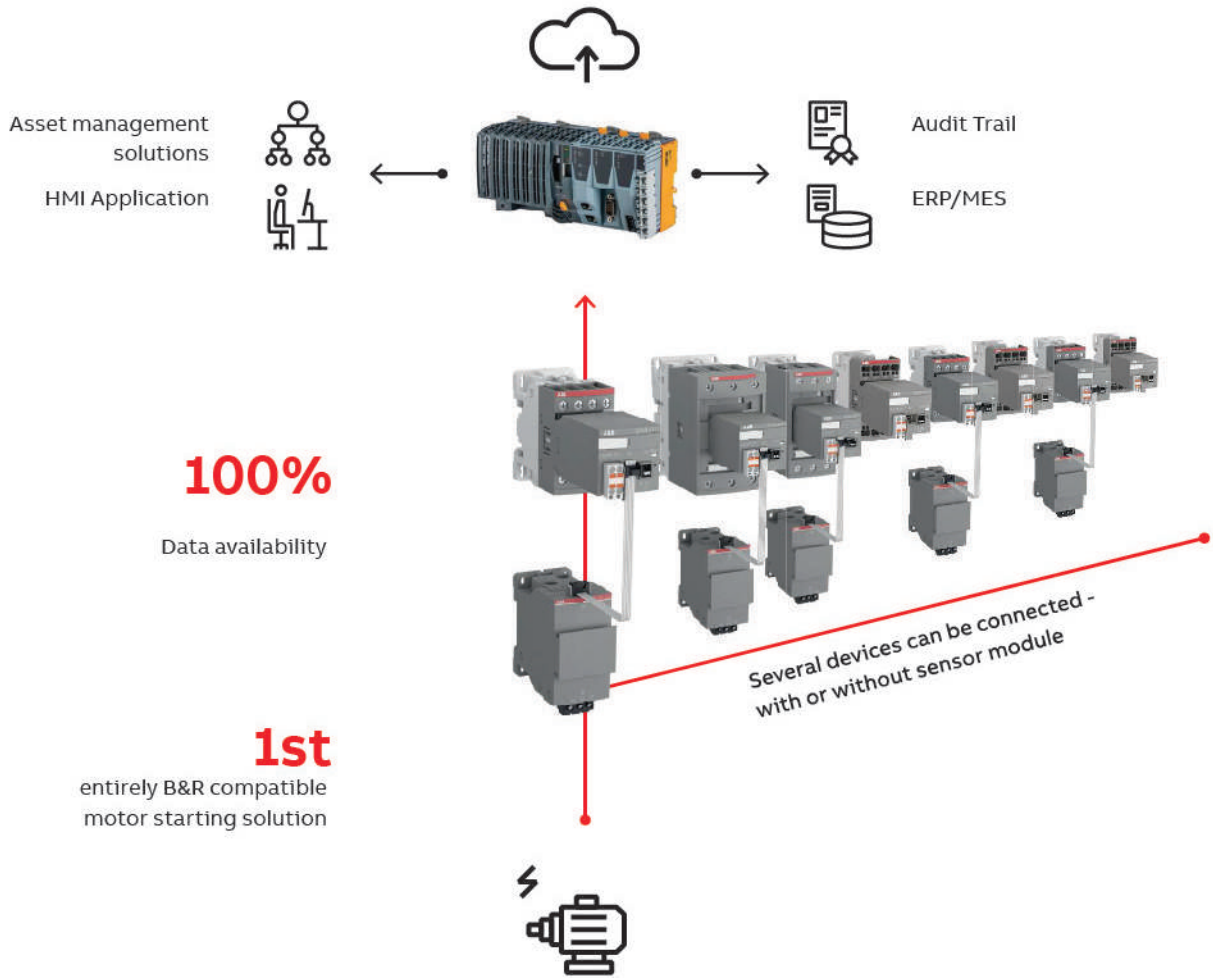 Asset management
solutions
HMI Application
Audit Trail
ERP/MES
100%
Data availability
Several devices can be connected -
with or without sensor module
1st
entirely B&R compatible
motor starting solution